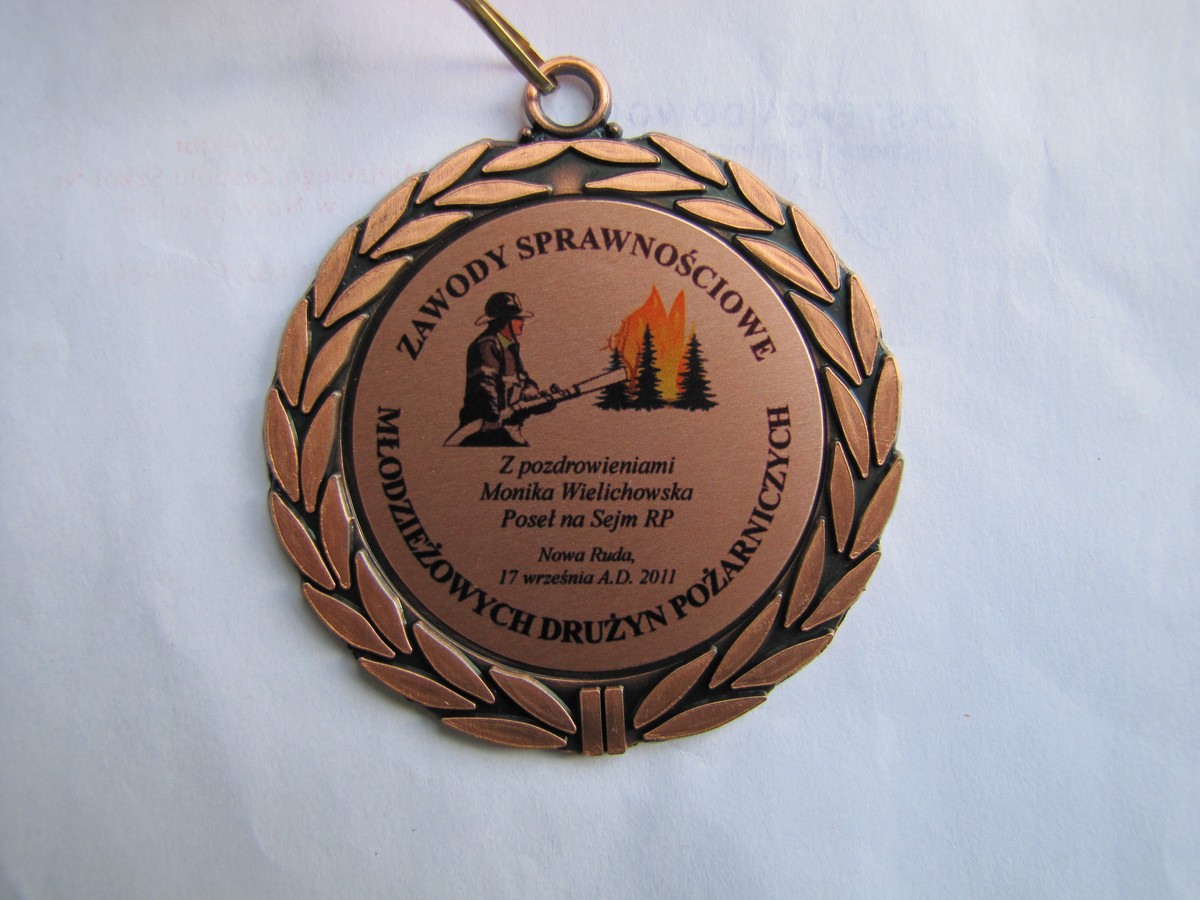 ZAWODY SPRAWNOŚCIOWE
Z pozdrowieniami
Monika Wielichowska
Poseł na Sejm RP
Nowa Ruda,
17 września A.D. 2011
MŁODZIEŻOWYCH DRUŻYN POŻARNICZYCH